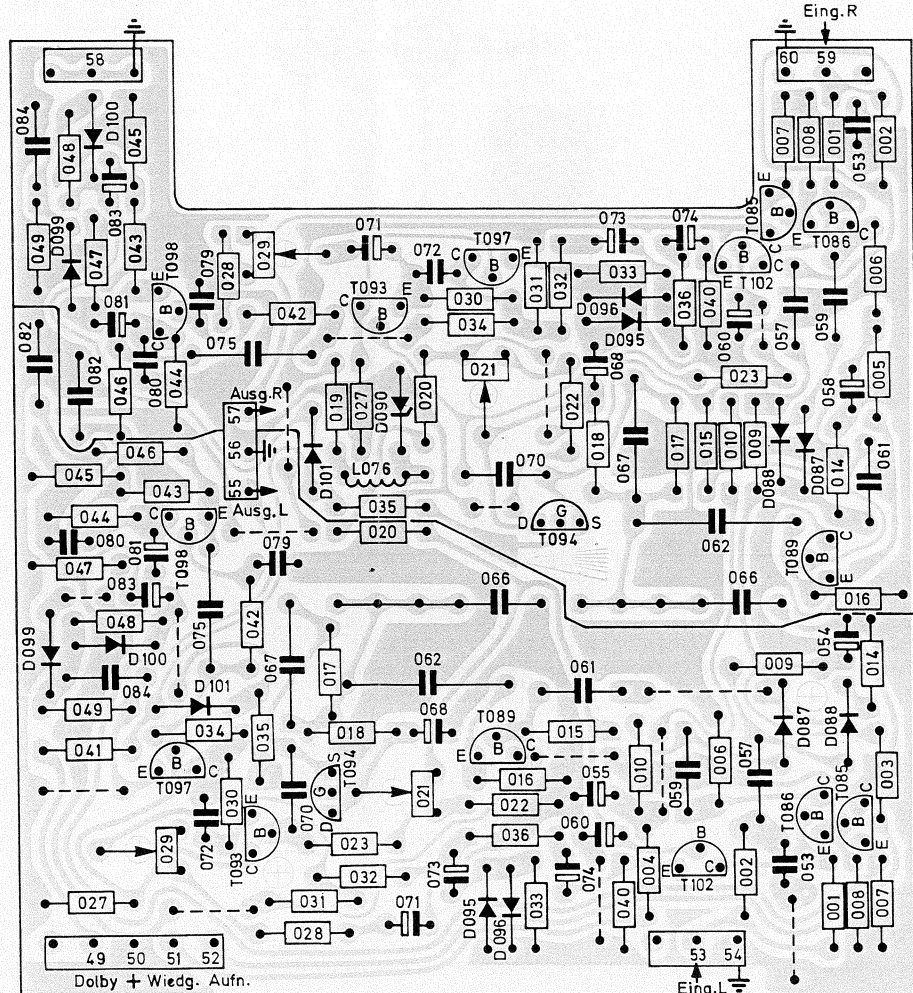 Eing.R
58
60 59
084
048
D100
045
007
008
001
053
002
049
D099
047
083
043
T098
E
B
C
079
028
029
071
072
T097
C
B
E
073
074
T085
E
B
C
E
B
C
T086
031
032
033
036
040
E
C
B
T102
006
081
042
T093
C
E
B
030
034
D096
D095
060
057
059
082
082
046
080
044
075
068
023
058
005
021
Ausg.R
57
56
55
Ausg.L
019
027
D090
020
022
018
067
017
015
010
009
D088
D087
014
061
046
045
043
D101
L076
070
044
C
E
B
T098
035
020
D
G
S
T094
062
080
081
079
T089
C
B
E
047
083
066
066
016
048
D100
D099
075
042
067
017
062
061
009
054
014
084
049
D101
034
035
018
068
T089
E
B
C
015
D087
D088
041
E
B
C
T097
030
070
T094
S
G
D
021
016
055
010
059
006
057
T085
003
022
T086
C
B
E
C
B
E
029
072
T093
E
B
C
023
036
060
004
B
E
C
T102
002
053
032
073
074
027
031
071
D095
D096
033
040
001
008
007
028
49 50 51 52
53 54
Dolby + Wiedg. Aufn.
Eing.L